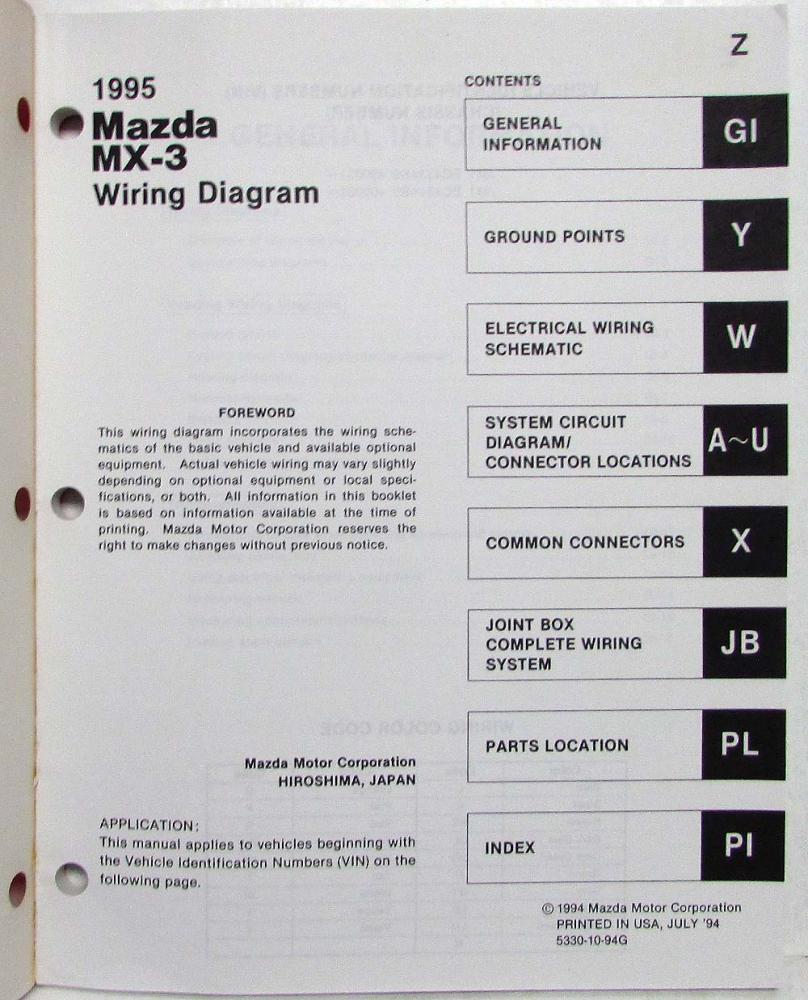 Z
1995
Mazda
MX-3
Wiring Diagram
FOREWORD
This wiring diagram incorporates the wiring sche-
matics of the basic vehicle and available optional
equipment. Actual vehicle wiring may vary slightly
depending on optional equipment or local speci-
fications, or both. All information in this booklet
is based on information available at the time of
printing. Mazda Motor Corporation reserves the
right to make changes without previous notice.
Mazda Motor Corporation
HIROSHIMA, JAPAN
APPLICATION:
This manual applies to vehicles beginning with
the Vehicle Identification Numbers (VIN) on the
following page.
CONTENTS
GENERAL
INFORMATION
GI
GROUND POINTS
Y
ELECTRICAL WIRING
SCHEMATIC
W
SYSTEM CIRCUIT
DIAGRAM/
CONNECTOR LOCATIONS
A~U
COMMON CONNECTORS
X
JOINT BOX
COMPLETE WIRING
SYSTEM
JB
PARTS LOCATION
PL
INDEX
PI
© 1994 Mazda Motor Corporation
PRINTED IN USA, JULY '94
5330-10-94G